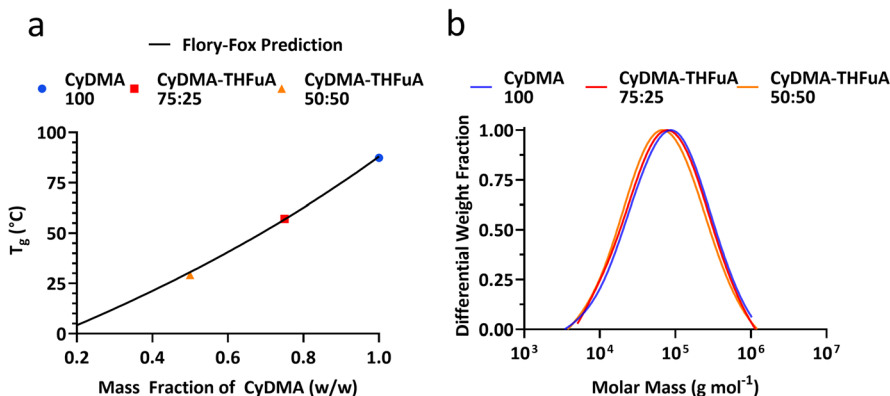 a
Flory-Fox Prediction
CyDMA CyDMA-THFuA CyDMA-THFuA
100 75:25 50:50
100
75
50
25
0
Tg (°C)
0.2 0.4 0.6 0.8 1.0
Mass Fraction of CyDMA (w/w)
b
CyDMA CyDMA-THFuA CyDMA-THFuA
100 75:25 50:50
1.00
0.75
0.50
0.25
0.00
Differential Weight Fraction
10³ 10⁴ 10⁵ 10⁶ 10⁷
Molar Mass (g mol⁻¹)